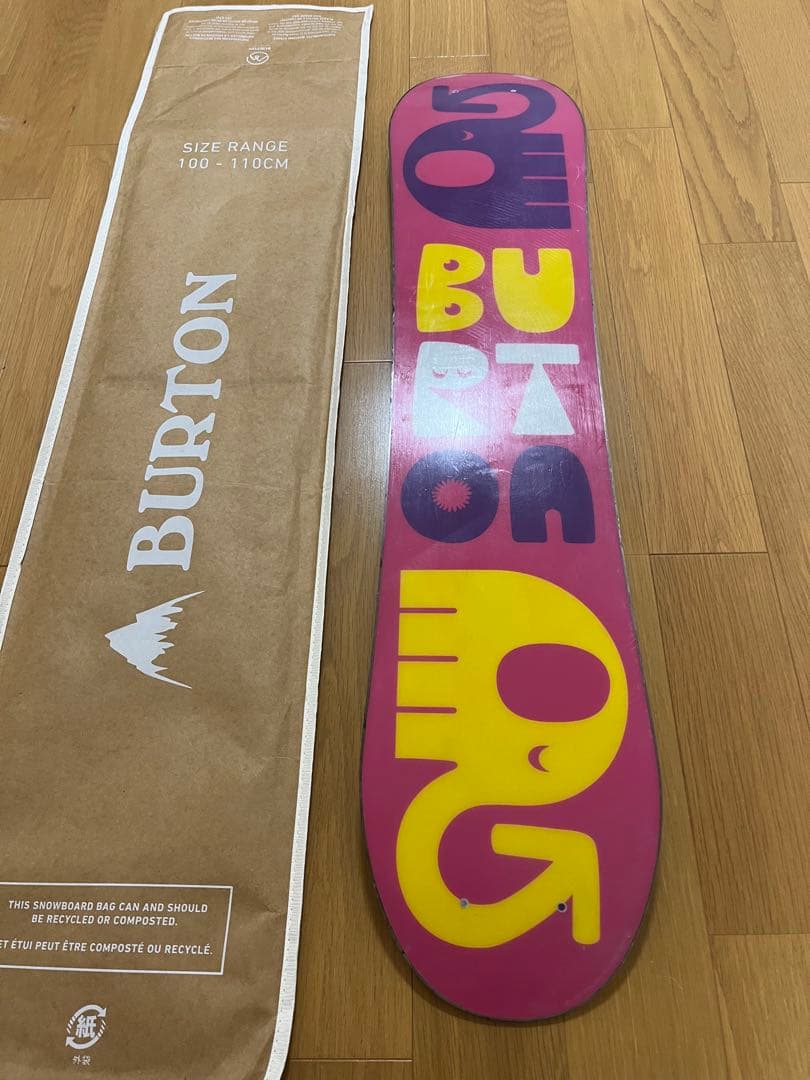 SIZE RANGE
100 - 110CM
BURTON
THIS SNOWBOARD BAG CAN AND SHOULD
BE RECYCLED OR COMPOSTED.
ET ÉTUI PEUT ÊTRE COMPOSTÉ OU RECYCLÉ.
紙
外袋
BU
RT
ON